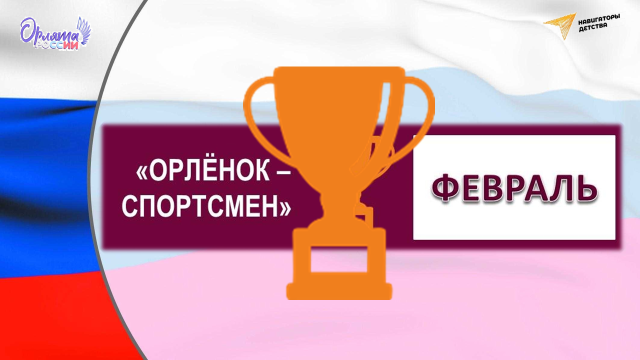 Орлята
РОССИИ
НАВИГАТОРЫ
ДЕТСТВА
«ОРЛЁНОК –
СПОРТСМЕН»
ФЕВРАЛЬ